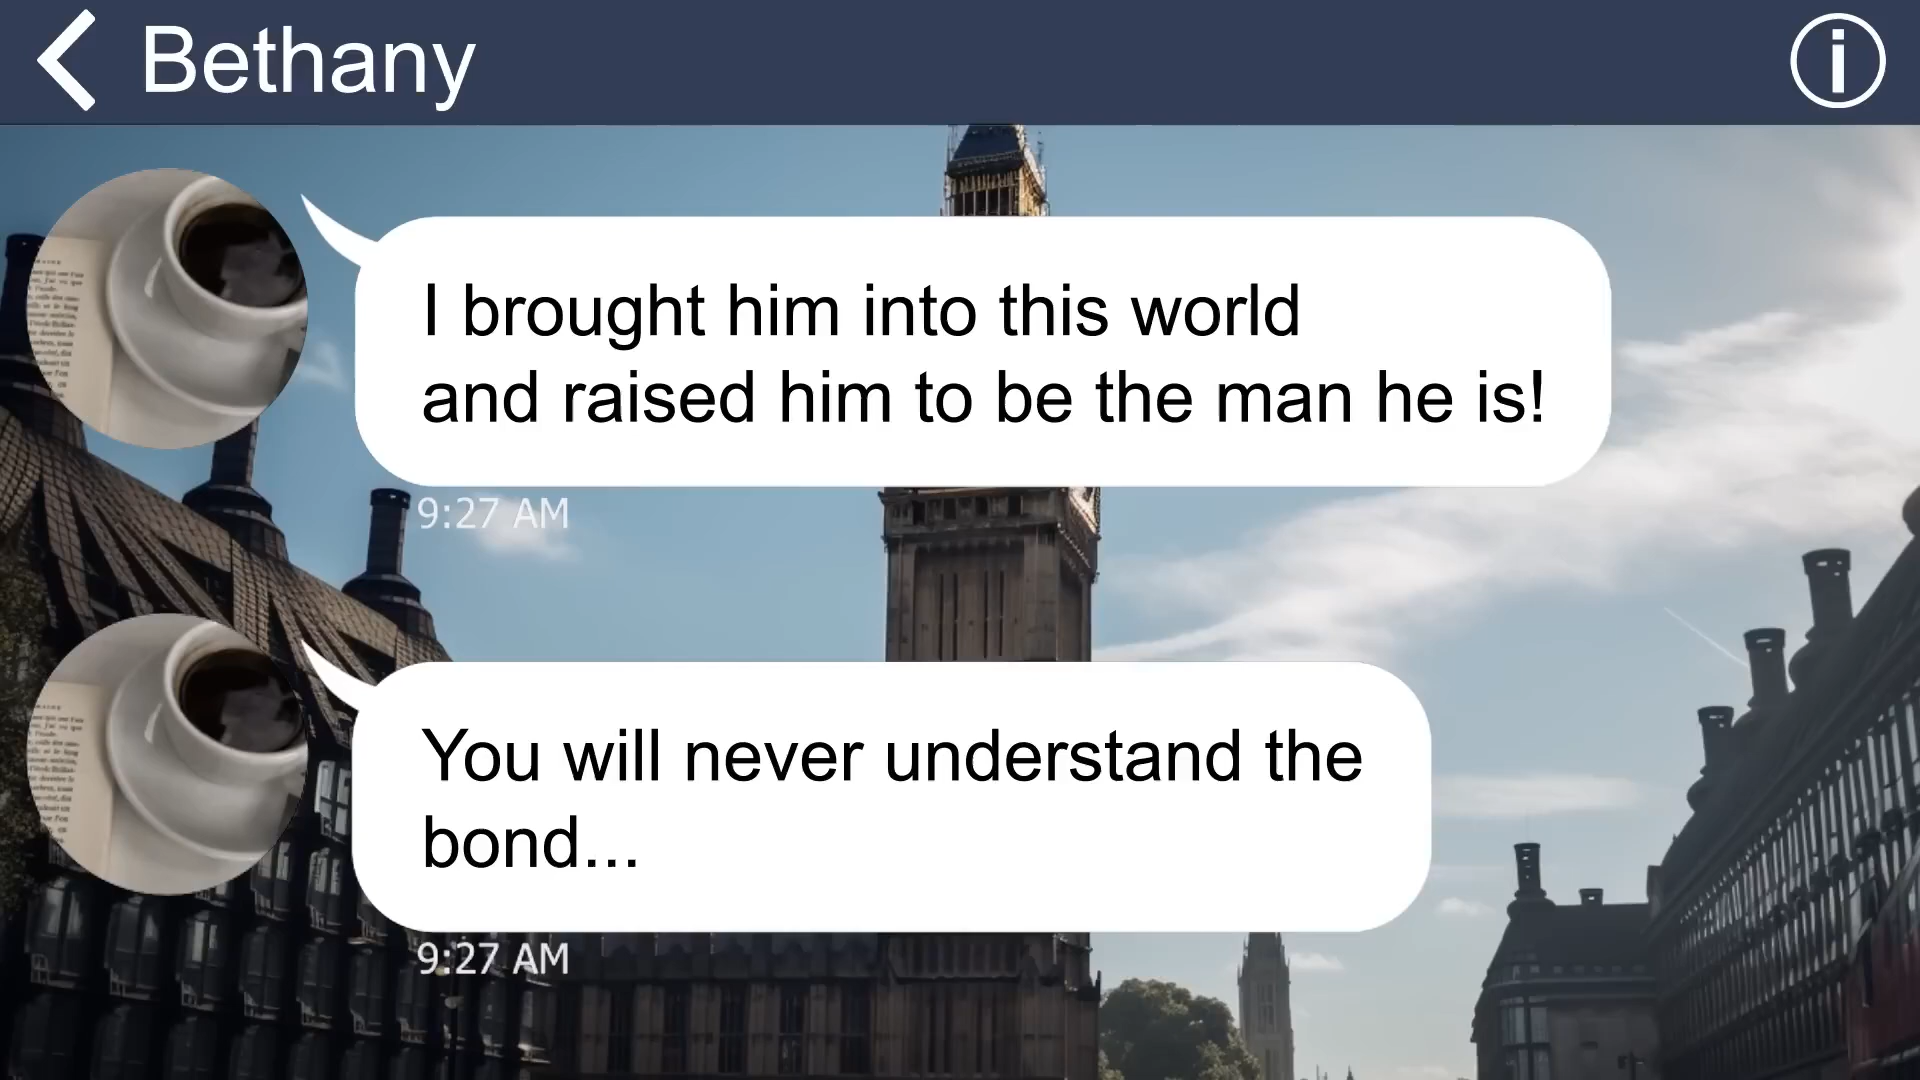 Bethany
I brought him into this world
and raised him to be the man he is!
9:27 AM
You will never understand the
bond...
9:27 AM